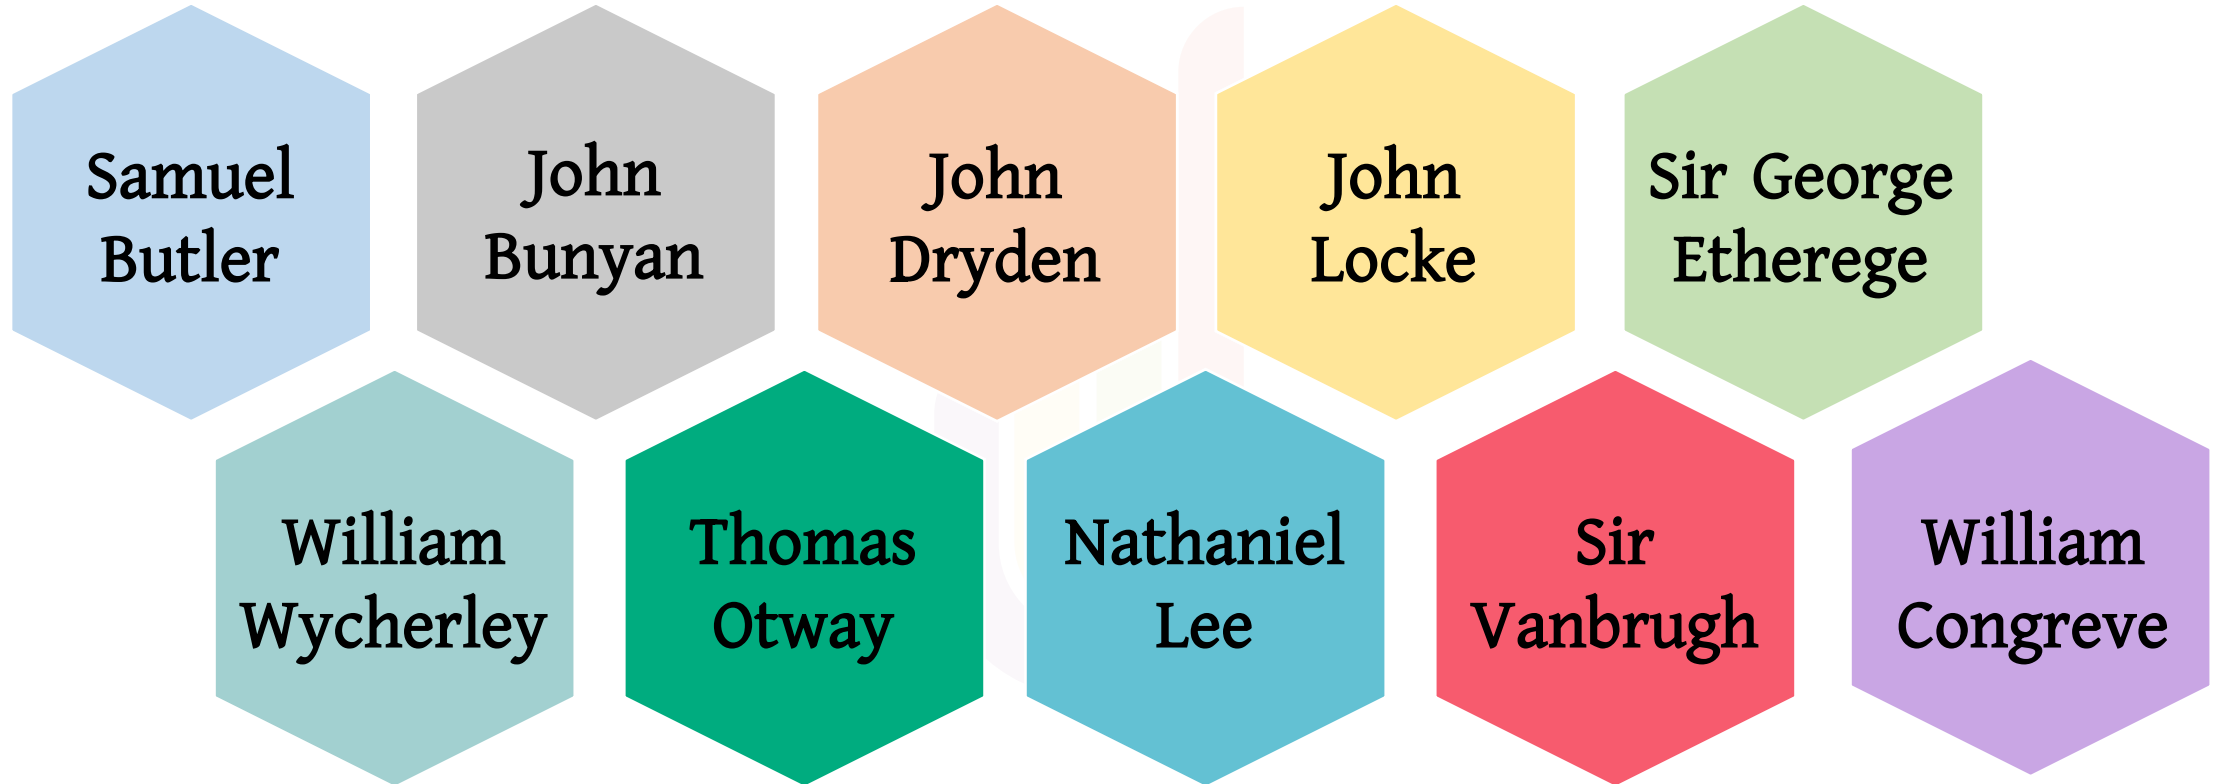 Samuel
Butler
John
Bunyan
John
Dryden
John
Locke
Sir George
Etherege
William
Wycherley
Thomas
Otway
Nathaniel
Lee
Sir
Vanbrugh
William
Congreve